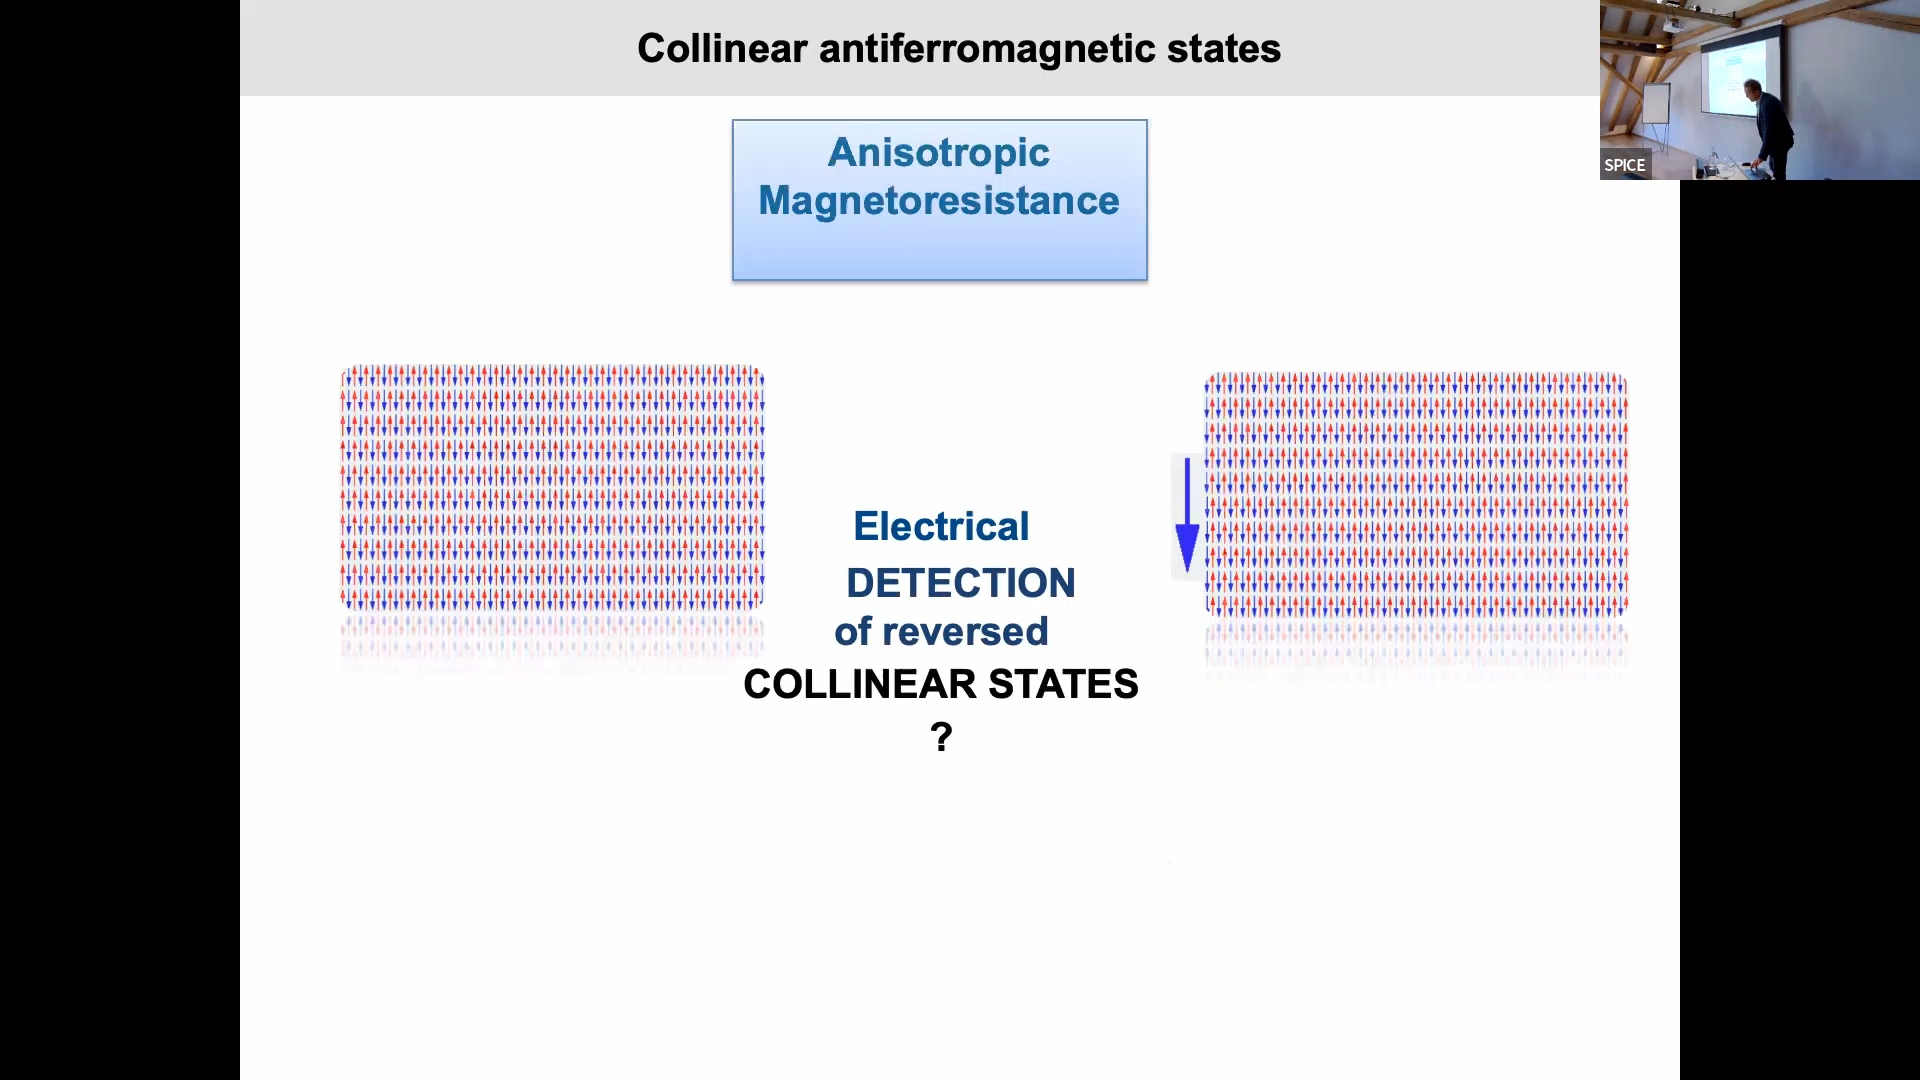 Collinear antiferromagnetic states
SPICE
Anisotropic
Magnetoresistance
Electrical
DETECTION
of reversed
COLLINEAR STATES
?